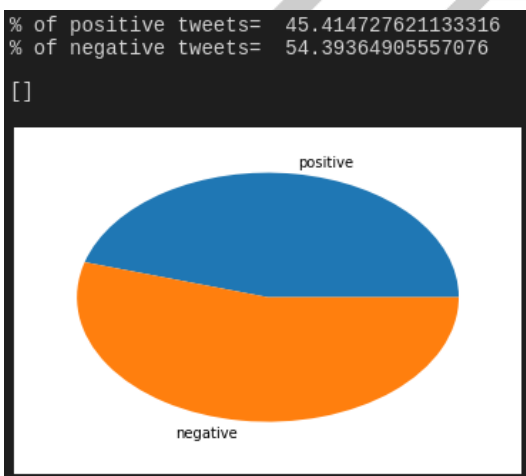 % of positive tweets= 45.414727621133316
% of negative tweets= 54.39364905557076
[]
positive
negative